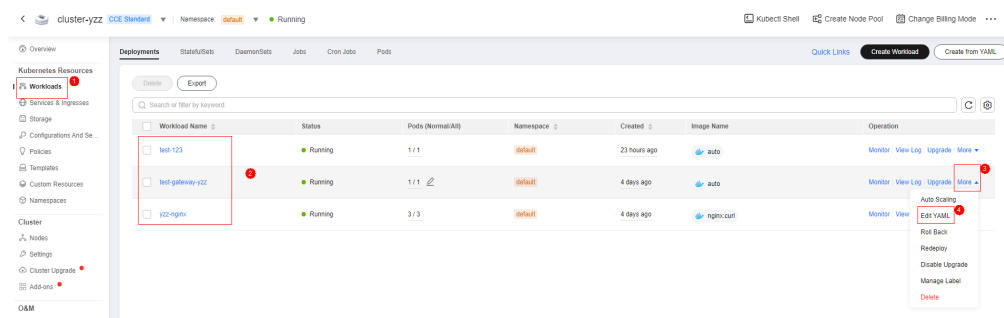 cluster-yzz CCE Standard Namespace: default Running Kubectl Shell Create Node Pool Change Billing Mode
Overview
Kubernetes Resources
Workloads 1
Services & Ingresses
Storage
Configurations And Se...
Policies
Templates
Custom Resources
Namespaces
Cluster
Nodes
Settings
Cluster Upgrade
Add-ons
O&M
Deployments StatefulSets DaemonSets Jobs Cron Jobs Pods Quick Links Create Workload Create from YAML
Delete Export
Search or filter by keyword.
Workload Name Status Pods (Normal/All) Namespace Created Image Name Operation
test-123 Running 1 / 1 default 23 hours ago auto Monitor View Log Upgrade More
2 3
test-gateway-yzz Running 1 / 1 default 4 days ago auto Monitor View Log Upgrade More
yzz-nginx Running 3 / 3 default 4 days ago nginx:curl Monitor View
Auto Scaling
Edit YAML 4
Roll Back
Redeploy
Disable Upgrade
Manage Label
Delete